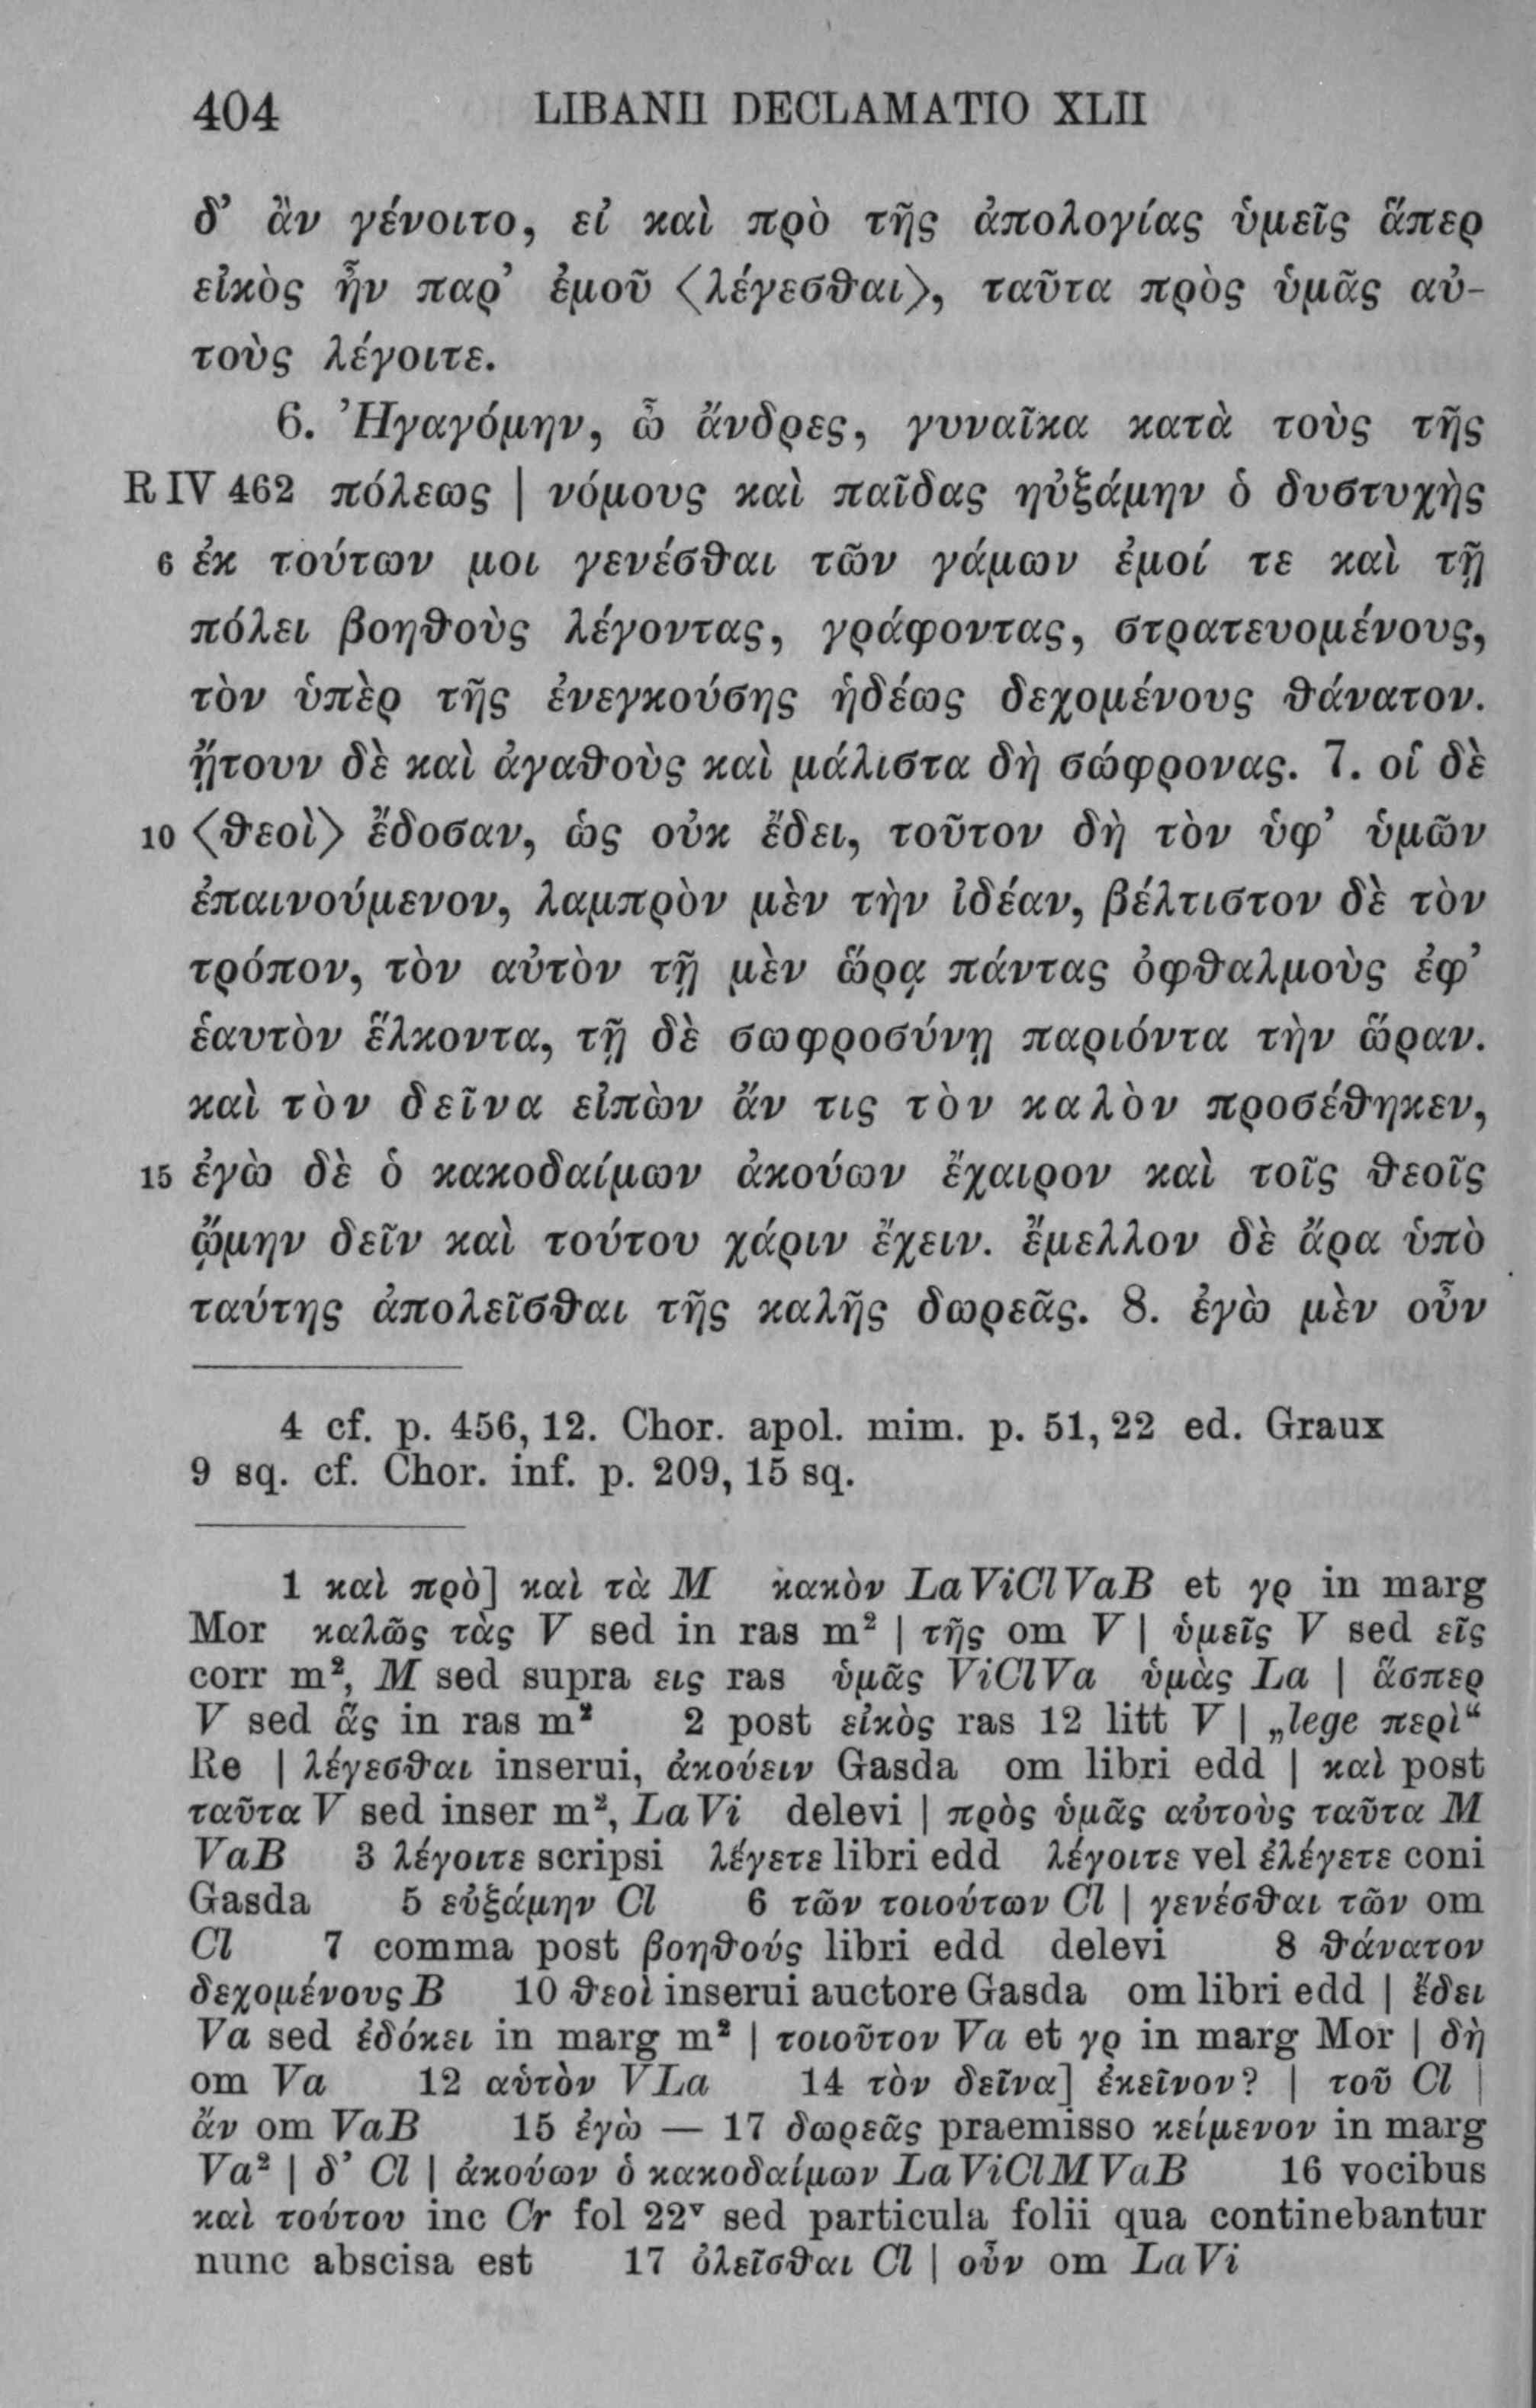 404 LIBANII DECLAMATIO XLII
δ’ ἂν γένοιτο, εἰ καὶ πρὸ τῆς ἀπολογίας ὑμεῖς ἅπερ
εἰκὸς ἦν παρ’ ἐμοῦ ⟨λέγεσθαι⟩, ταῦτα πρὸς ὑμᾶς αὐ-
τοὺς λέγοιτε.
6. Ἠγαγόμην, ὦ ἄνδρες, γυναῖκα κατὰ τοὺς τῆς
R IV 462 πόλεως | νόμους καὶ παῖδας ηὐξάμην ὁ δυστυχὴς
6 ἐκ τούτων μοι γενέσθαι τῶν γάμων ἐμοί τε καὶ τῇ
πόλει βοηθοὺς λέγοντας, γράφοντας, στρατευομένους,
τὸν ὑπὲρ τῆς ἐνεγκούσης ἡδέως δεχομένους θάνατον.
ᾔτουν δὲ καὶ ἀγαθοὺς καὶ μάλιστα δὴ σώφρονας. 7. οἱ δὲ
10 ⟨θεοὶ⟩ ἔδοσαν, ὡς οὐκ ἔδει, τοῦτον δὴ τὸν ὑφ’ ὑμῶν
ἐπαινούμενον, λαμπρὸν μὲν τὴν ἰδέαν, βέλτιστον δὲ τὸν
τρόπον, τὸν αὐτὸν τῇ μὲν ὥρᾳ πάντας ὀφθαλμοὺς ἐφ’
ἑαυτὸν ἕλκοντα, τῇ δὲ σωφροσύνῃ παριόντα τὴν ὥραν.
καὶ τὸν δεῖνα εἰπὼν ἄν τις τὸν καλὸν προσέθηκεν,
15 ἐγὼ δὲ ὁ κακοδαίμων ἀκούων ἔχαιρον καὶ τοῖς θεοῖς
ᾤμην δεῖν καὶ τούτου χάριν ἔχειν. ἔμελλον δὲ ἄρα ὑπὸ
ταύτης ἀπολεῖσθαι τῆς καλῆς δωρεᾶς. 8. ἐγὼ μὲν οὖν
4 cf. p. 456, 12. Chor. apol. mim. p. 51, 22 ed. Graux
9 sq. cf. Chor. inf. p. 209, 15 sq.
1 καὶ πρὸ] καὶ τὰ M κακὸν LaViClVaB et γρ in marg
Mor καλῶς τὰς V sed in ras m² | τῆς om V | ὑμεῖς V sed εῖς
corr m², M sed supra εις ras ὑμᾶς ViClVa ὑμὰς La | ἅσπερ
V sed ἅς in ras m² 2 post εἰκὸς ras 12 litt V | „lege περὶ“
Re | λέγεσθαι inserui, ἀκούειν Gasda om libri edd | καὶ post
ταῦτα V sed inser m², LaVi delevi | πρὸς ὑμᾶς αὐτοὺς ταῦτα M
VaB 3 λέγοιτε scripsi λέγετε libri edd λέγοιτε vel ἐλέγετε coni
Gasda 5 εὐξάμην Cl 6 τῶν τοιούτων Cl | γενέσθαι τῶν om
Cl 7 comma post βοηθούς libri edd delevi 8 θάνατον
δεχομένους B 10 θεοὶ inserui auctore Gasda om libri edd | ἔδει
Va sed ἐδόκει in marg m² | τοιοῦτον Va et γρ in marg Mor | δὴ
om Va 12 αὑτὸν VLa 14 τὸν δεῖνα] ἐκεῖνον? | τοῦ Cl |
ἄν om VaB 15 ἐγὼ — 17 δωρεᾶς praemisso κείμενον in marg
Va² | δ’ Cl | ἀκούων ὁ κακοδαίμων LaViClMVaB 16 vocibus
καὶ τούτου inc Cr fol 22ᵛ sed particula folii qua continebantur
nunc abscisa est 17 ὀλεῖσθαι Cl | οὖν om LaVi